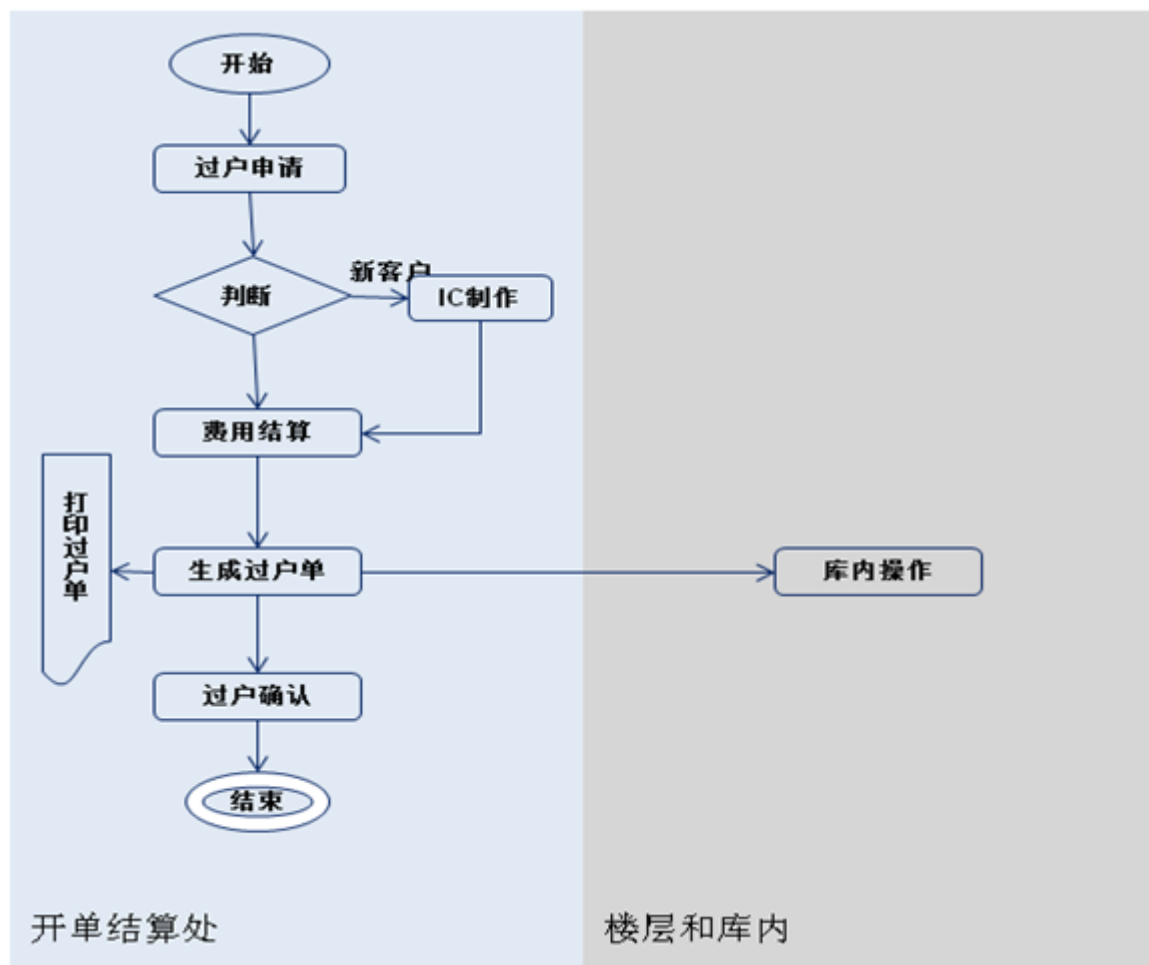 开始
过户申请
新客户
判断
IC制作
费用结算
打印过户单
生成过户单
库内操作
过户确认
结束
开单结算处
楼层和库内